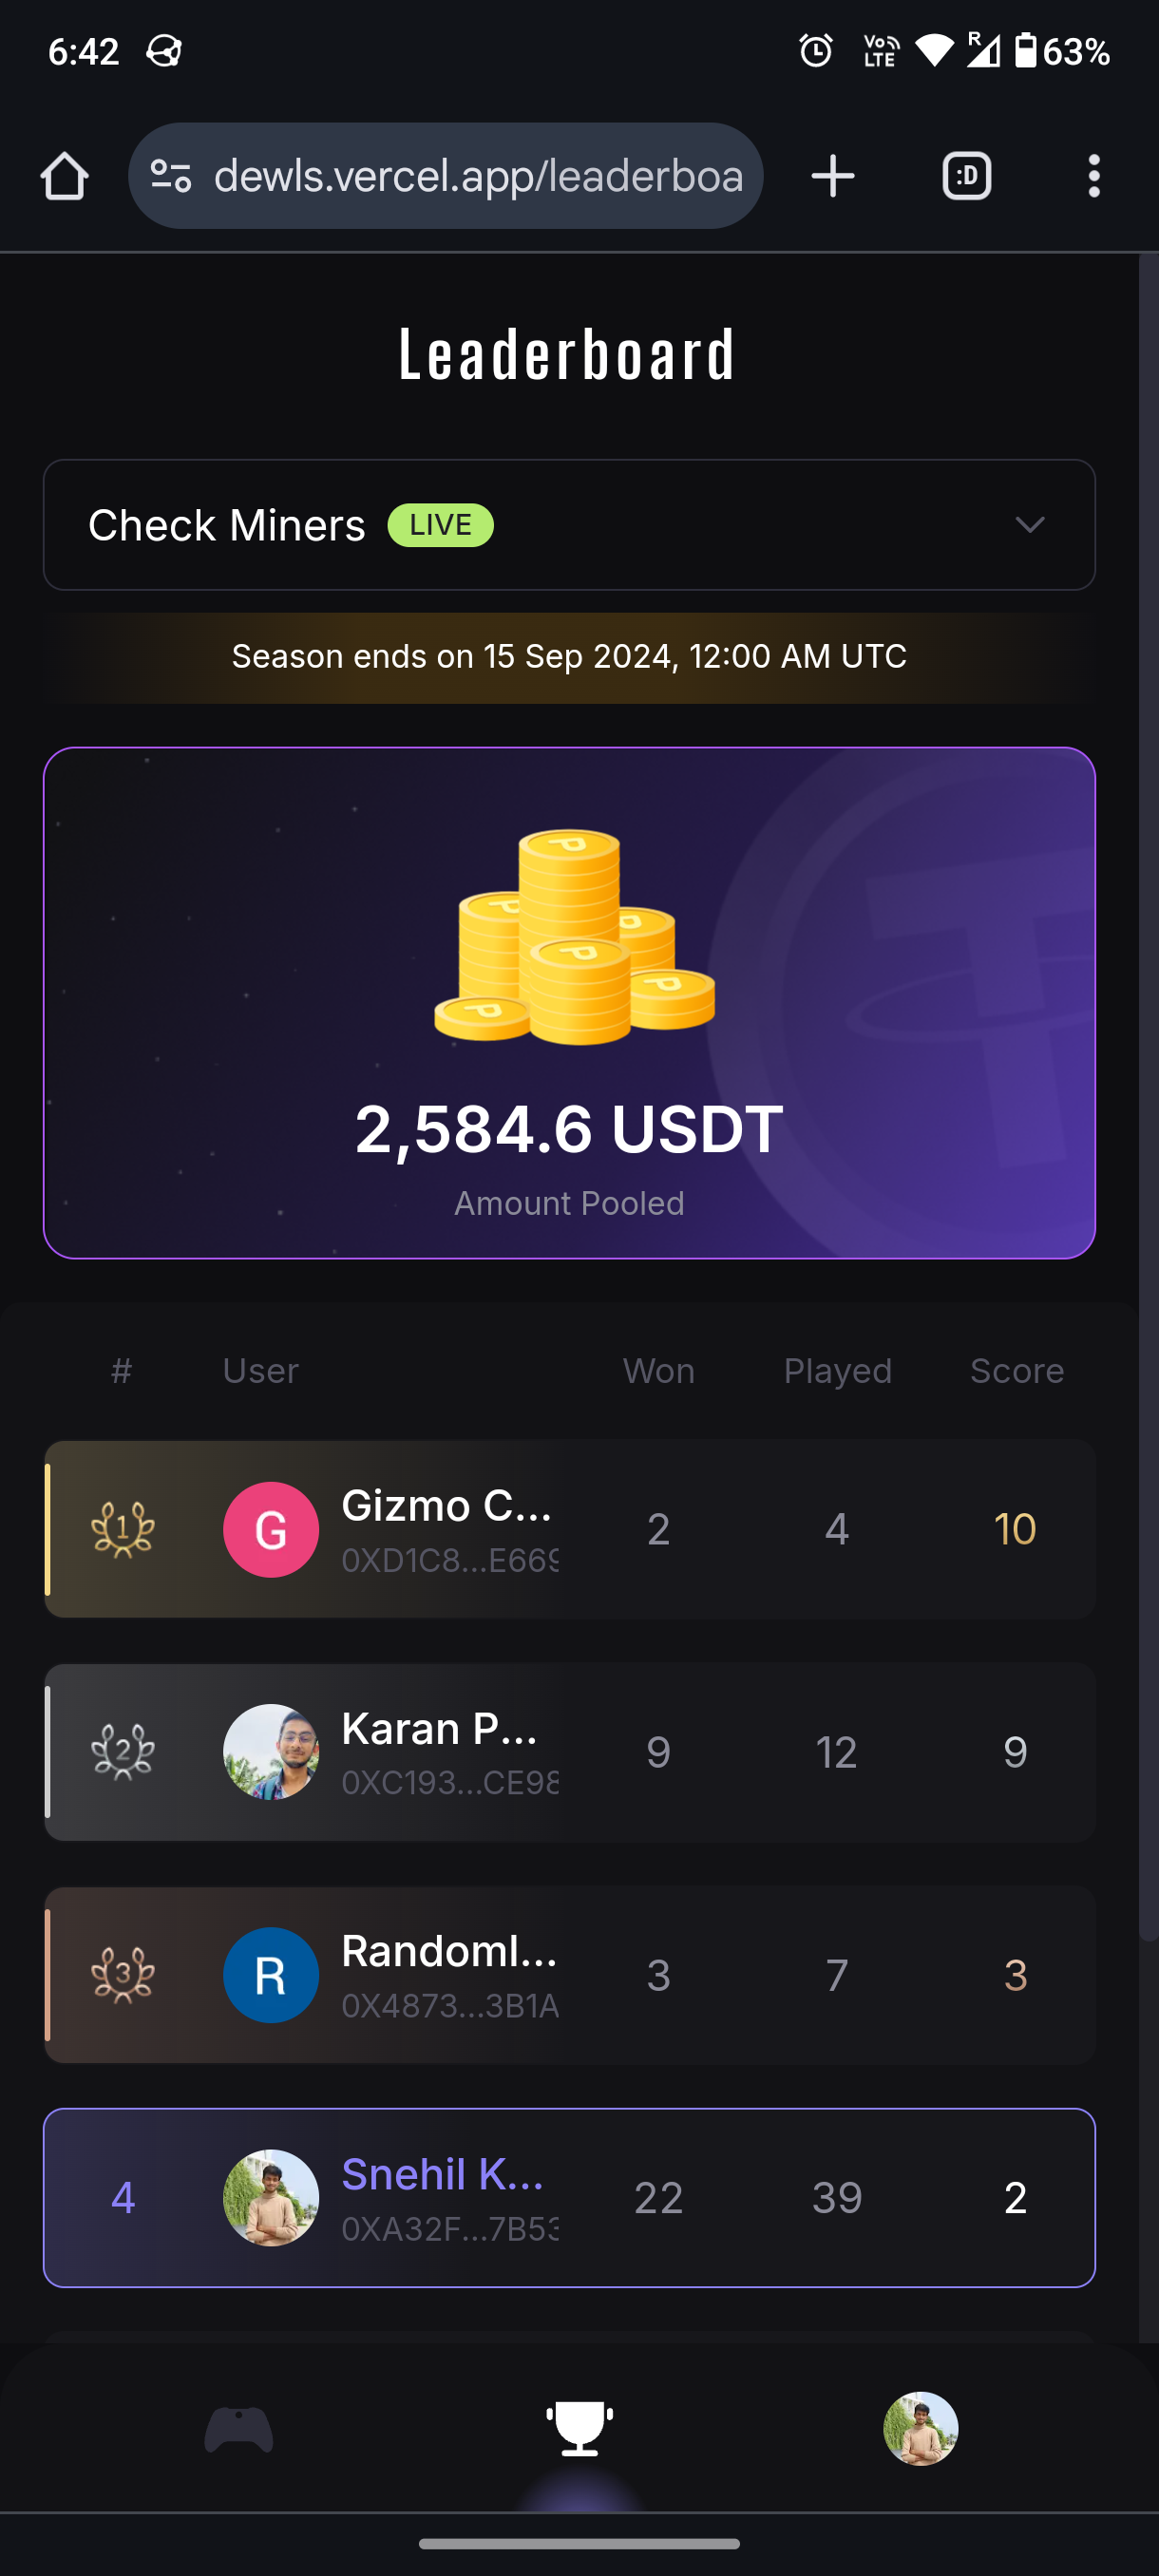 6:42
Vo LTE R 63%
dewls.vercel.app/leaderboa
:D
Leaderboard
Check Miners LIVE
Season ends on 15 Sep 2024, 12:00 AM UTC
2,584.6 USDT
Amount Pooled
# User Won Played Score
1 G Gizmo C... 2 4 10
0XD1C8...E669
2 Karan P... 9 12 9
0XC193...CE98
3 R Randoml... 3 7 3
0X4873...3B1A
4 Snehil K... 22 39 2
0XA32F...7B53